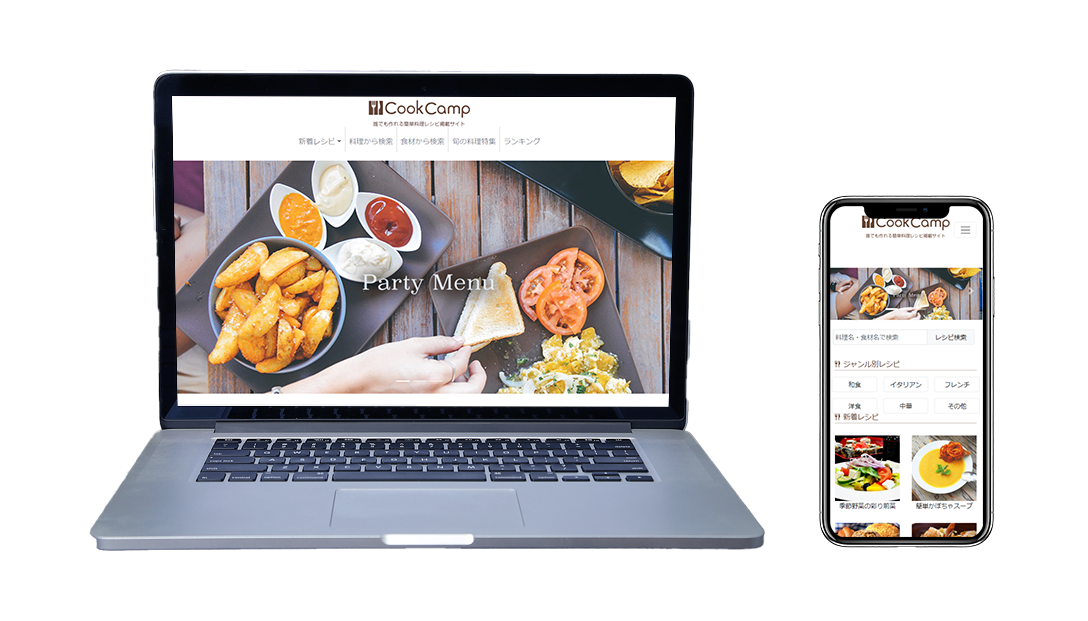 CookCamp
誰でも作れる簡単料理レシピ掲載サイト
新着レシピ 料理から検索 食材から検索 旬の料理特集 ランキング
Party Menu
CookCamp
誰でも作れる簡単料理レシピ掲載サイト
Party Menu
料理名・食材名で検索 レシピ検索
ジャンル別レシピ
和食 イタリアン フレンチ
洋食 中華 その他
新着レシピ
季節野菜の彩り前菜 簡単かぼちゃスープ